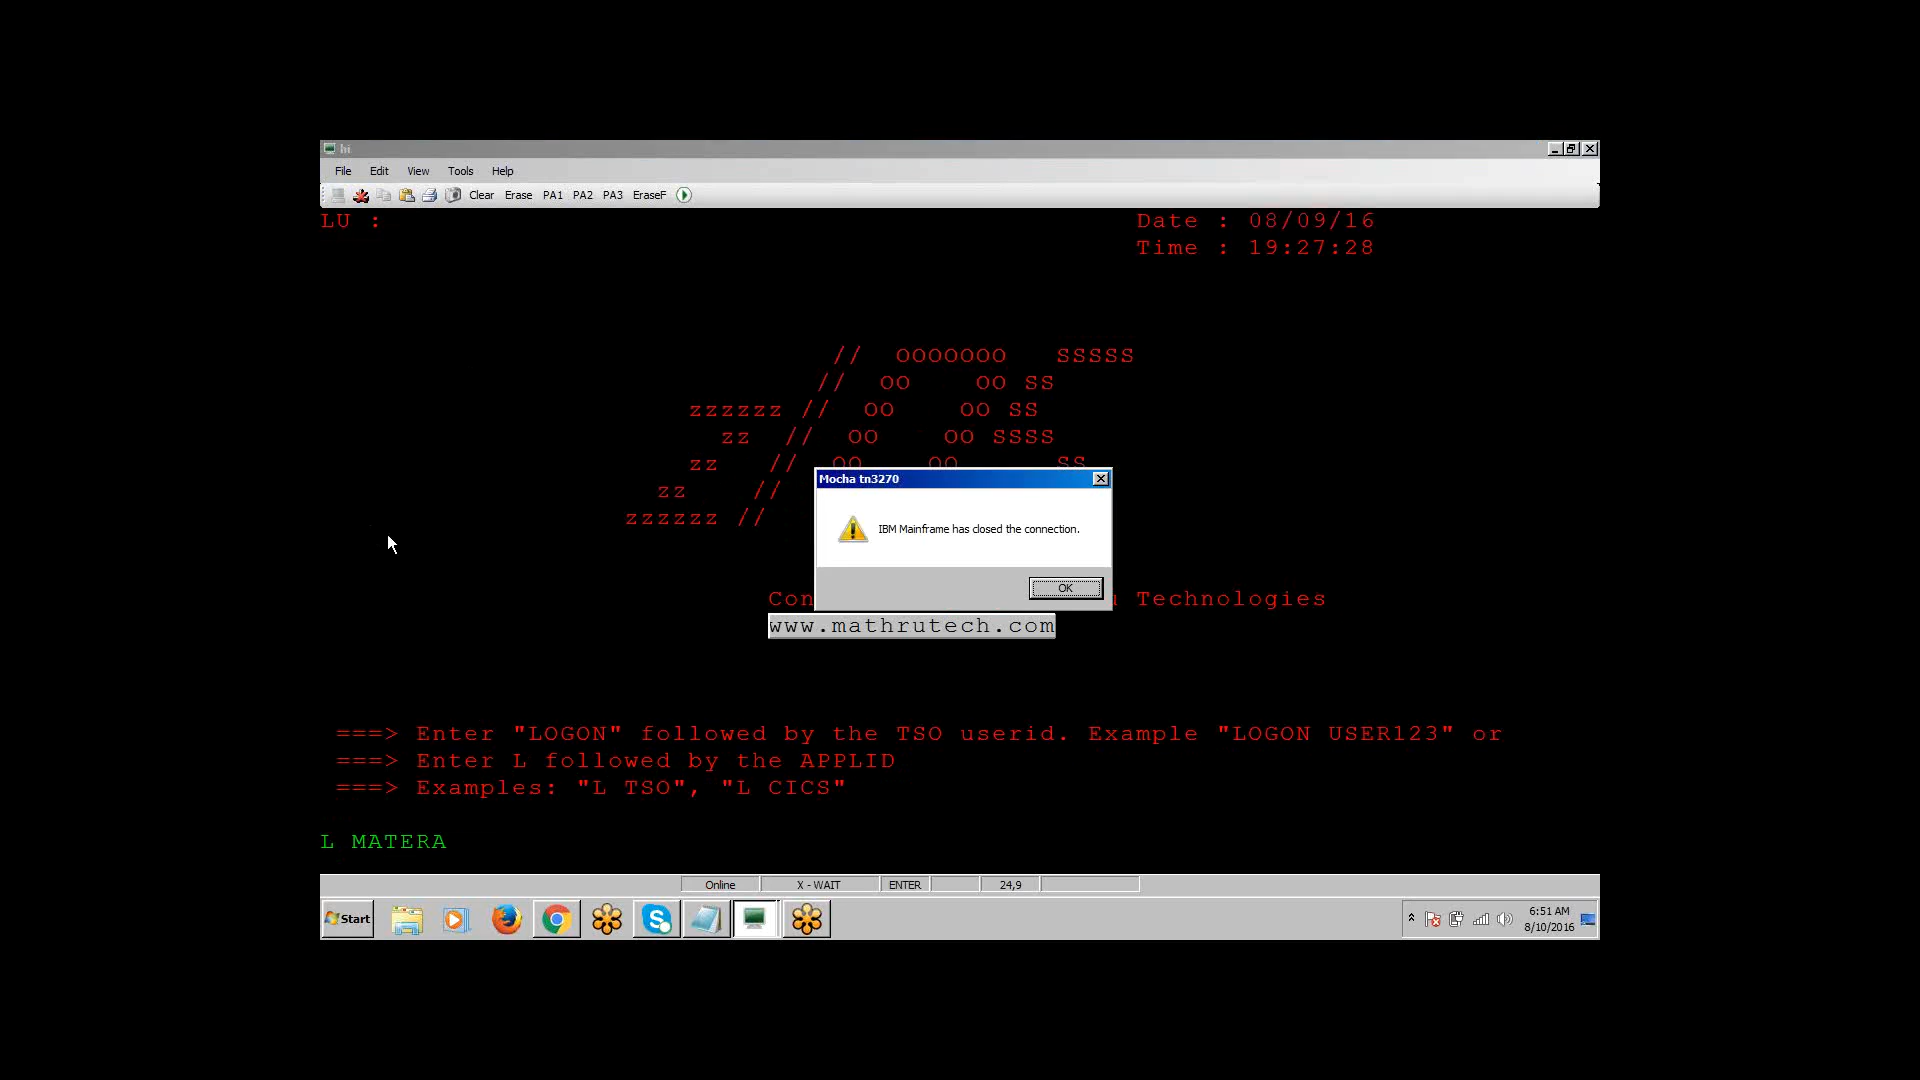 hi
File Edit View Tools Help
Clear Erase PA1 PA2 PA3 EraseF
LU : Date : 08/09/16
Time : 19:27:28
// OOOOOOO SSSSS
// OO OO SS
zzzzzz // OO OO SS
zz // OO OO SSSS
zz // OO OO SS
zz //
zzzzzz //
Mocha tn3270
IBM Mainframe has closed the connection.
OK
Con Technologies
www.mathrutech.com
===> Enter "LOGON" followed by the TSO userid. Example "LOGON USER123" or
===> Enter L followed by the APPLID
===> Examples: "L TSO", "L CICS"
L MATERA
Online X - WAIT ENTER 24,9
Start
6:51 AM
8/10/2016